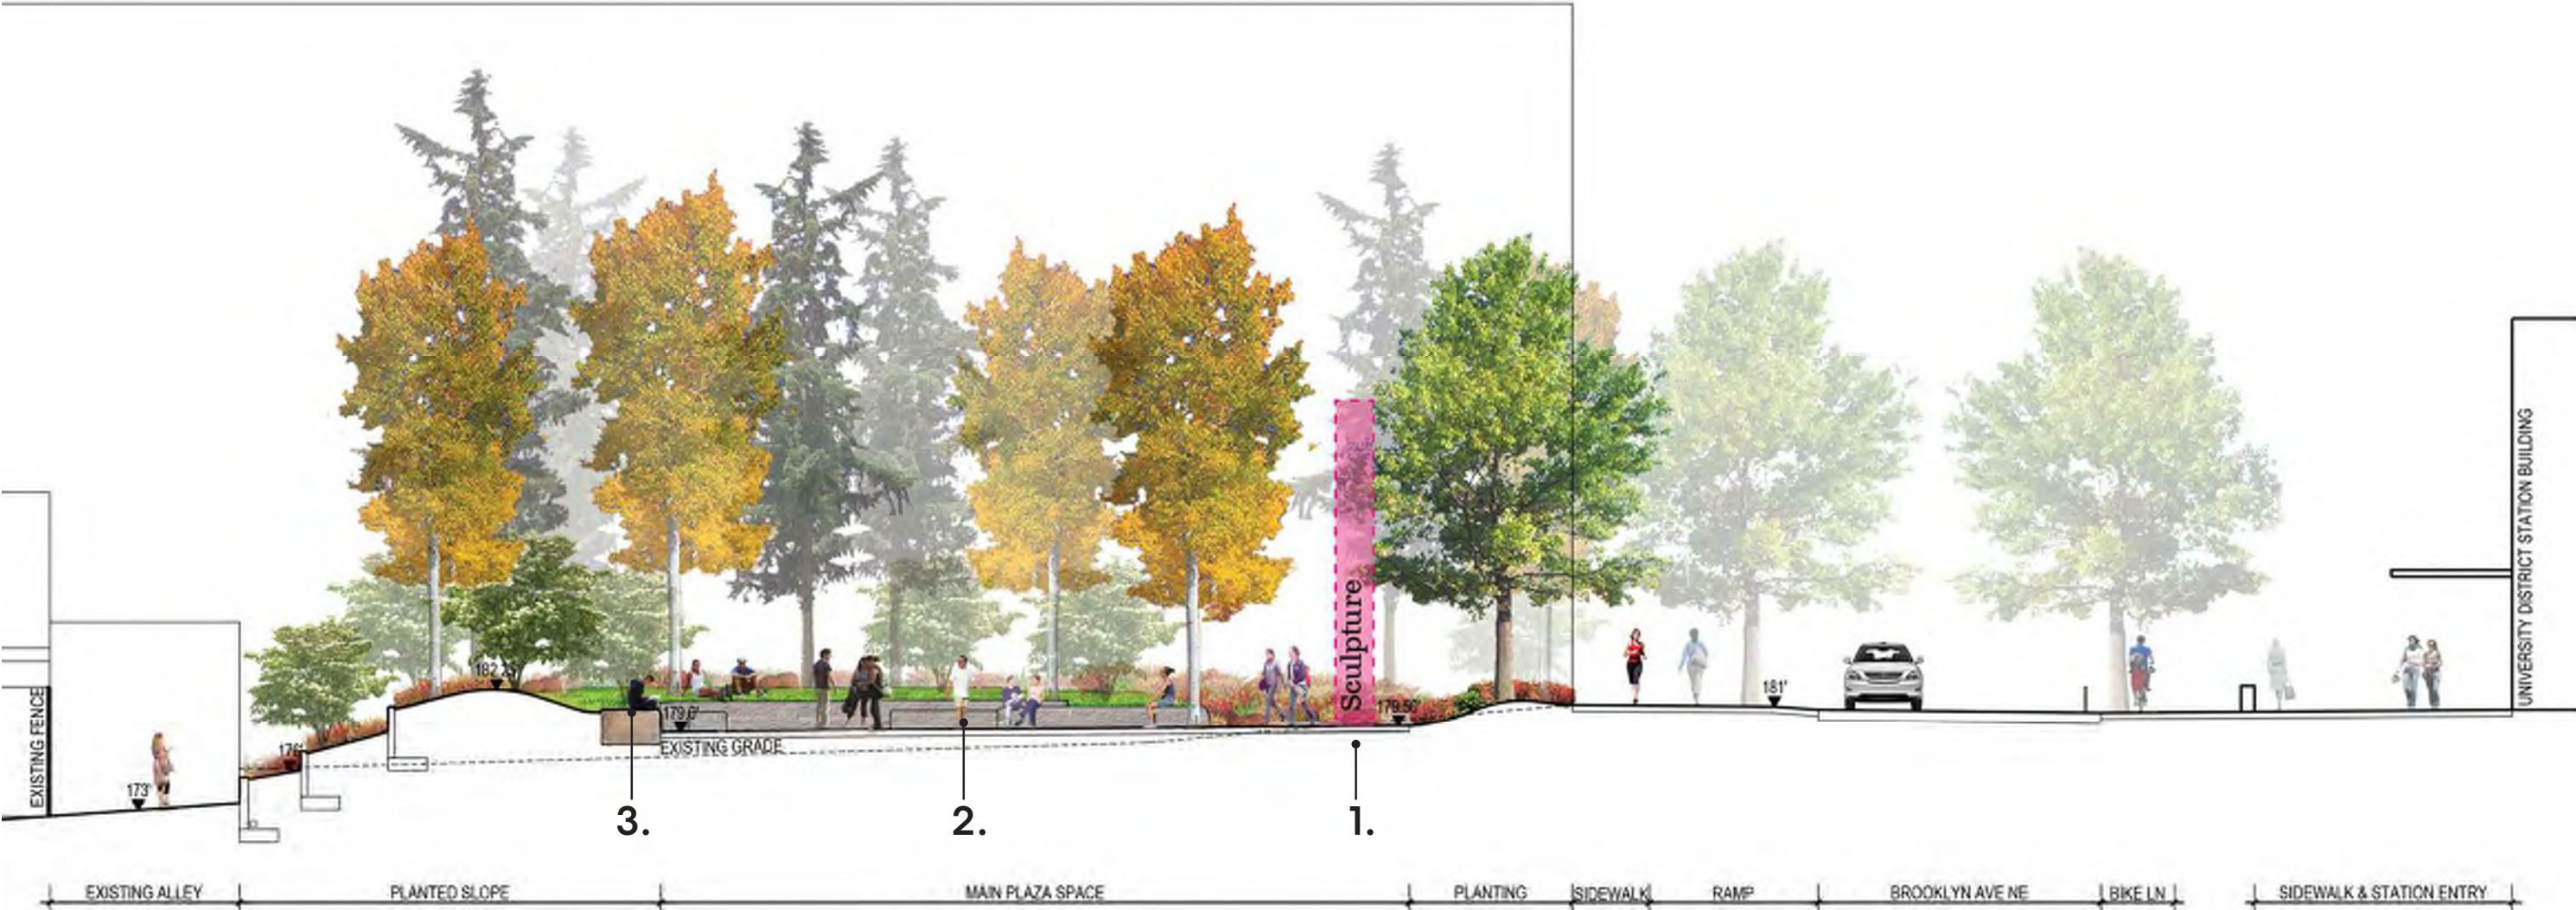 Sculpture
182.25'
179.6'
179.50'
181'
176'
173'
EXISTING GRADE
EXISTING FENCE
UNIVERSITY DISTRICT STATION BUILDING
3.
2.
1.
EXISTING ALLEY
PLANTED SLOPE
MAIN PLAZA SPACE
PLANTING
SIDEWALK
RAMP
BROOKLYN AVE NE
BIKE LN
SIDEWALK & STATION ENTRY